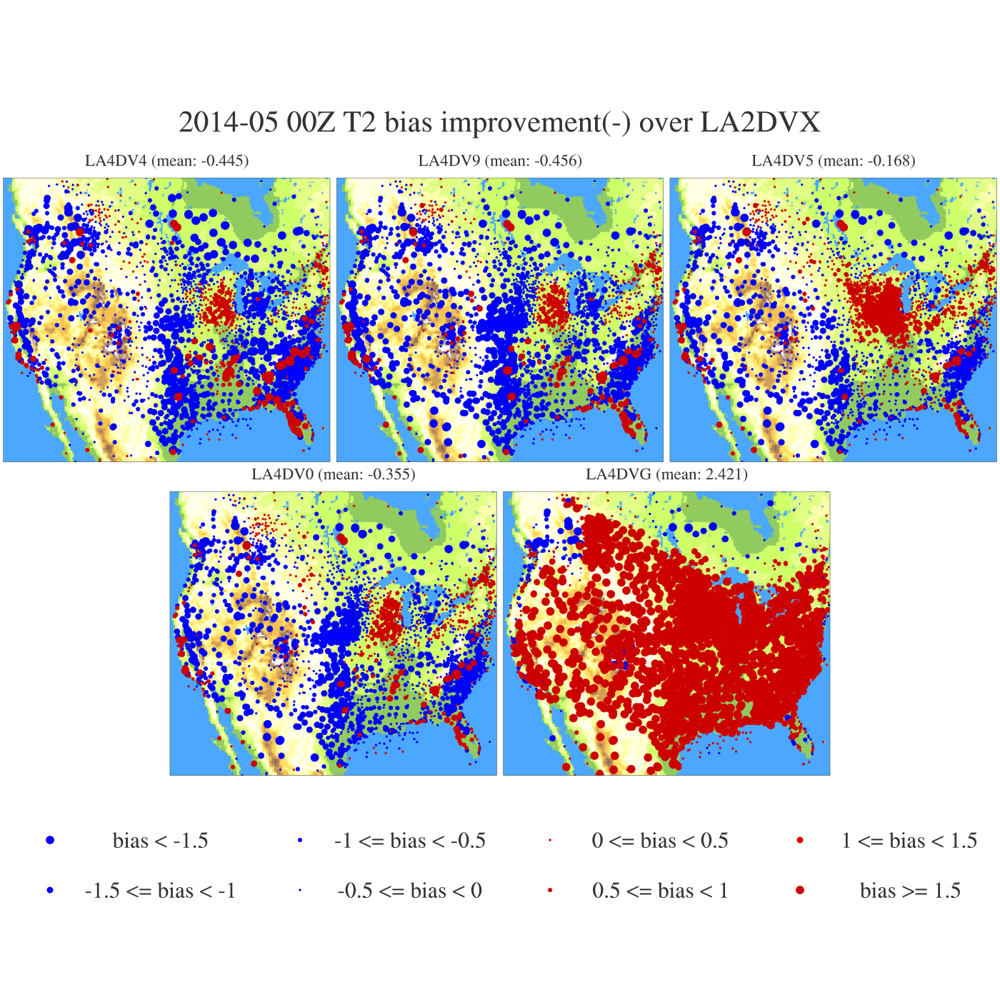 2014-05 00Z T2 bias improvement(-) over LA2DVX
LA4DV4 (mean: -0.445)
LA4DV9 (mean: -0.456)
LA4DV5 (mean: -0.168)
LA4DV0 (mean: -0.355)
LA4DVG (mean: 2.421)
bias < -1.5
-1 <= bias < -0.5
0 <= bias < 0.5
1 <= bias < 1.5
-1.5 <= bias < -1
-0.5 <= bias < 0
0.5 <= bias < 1
bias >= 1.5